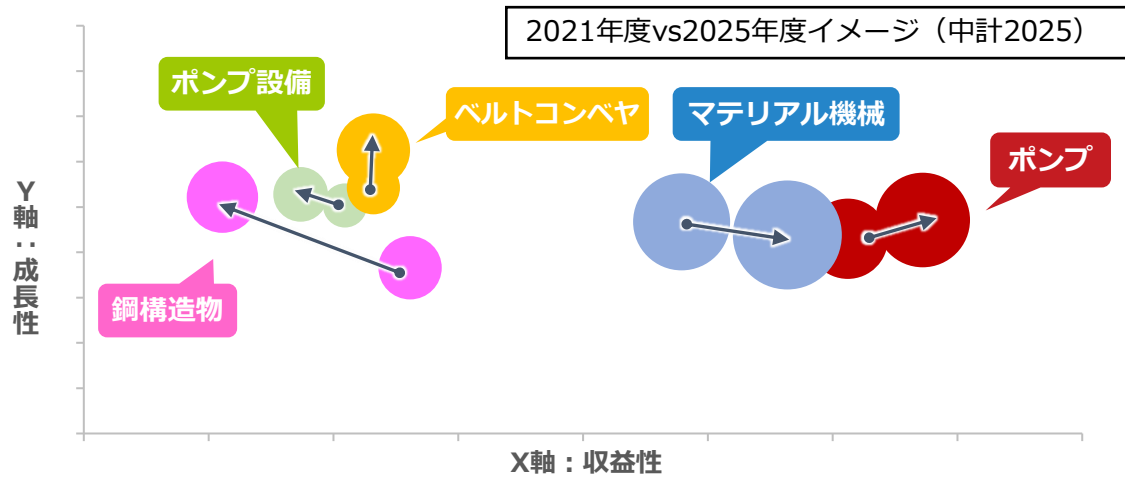 2021年度vs2025年度イメージ（中計2025）
ポンプ設備
ベルトコンベヤ
マテリアル機械
ポンプ
鋼構造物
Y軸：成長性
X軸：収益性